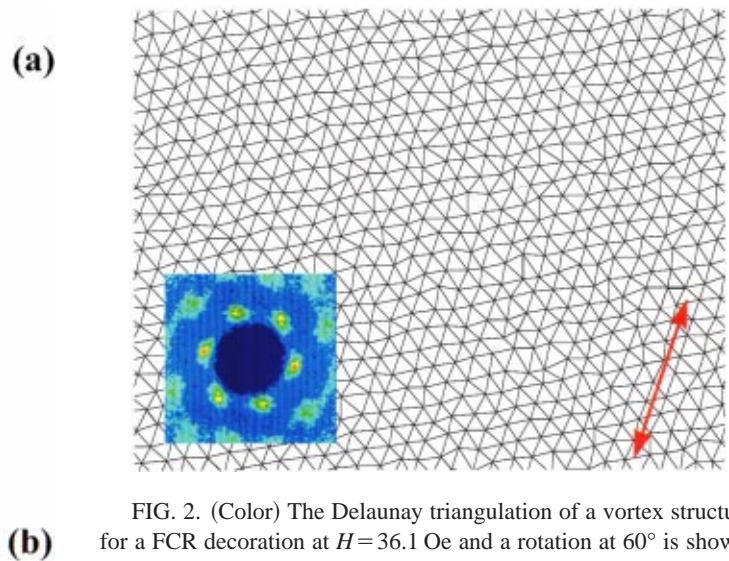 (a)
FIG. 2. (Color) The Delaunay triangulation of a vortex structu
(b)
for a FCR decoration at H=36.1 Oe and a rotation at 60° is show